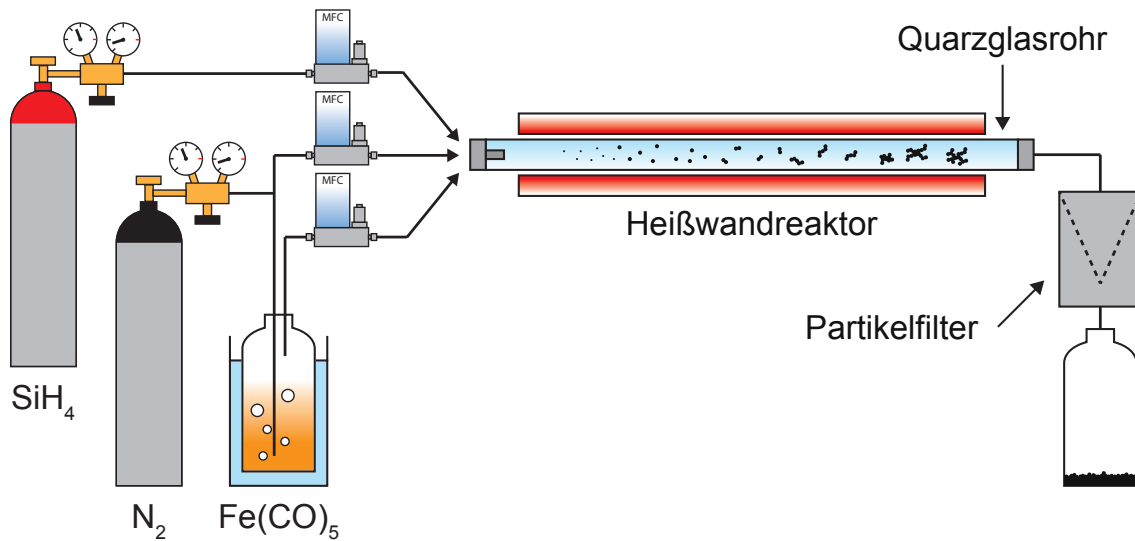 MFC
Quarzglasrohr
MFC
MFC
Heißwandreaktor
Partikelfilter
SiH₄
N₂
Fe(CO)₅